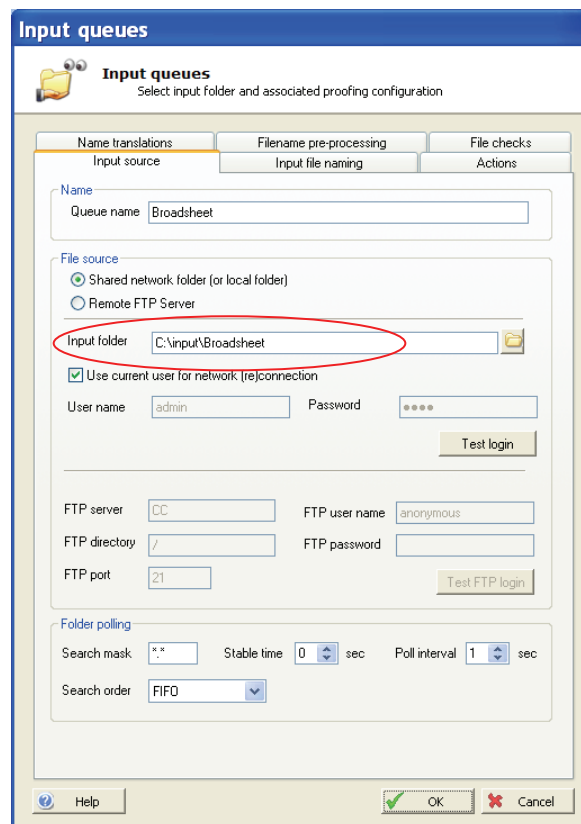 Input queues
Input queues
Select input folder and associated proofing configuration
Name translations Filename pre-processing File checks
Input source Input file naming Actions
Name
Queue name Broadsheet
File source
Shared network folder (or local folder)
Remote FTP Server
Input folder C:\input\Broadsheet
Use current user for network (re)connection
User name admin Password ●●●●
Test login
FTP server CC FTP user name anonymous
FTP directory / FTP password
FTP port 21 Test FTP login
Folder polling
Search mask *.* Stable time 0 sec Poll interval 1 sec
Search order FIFO
Help OK Cancel